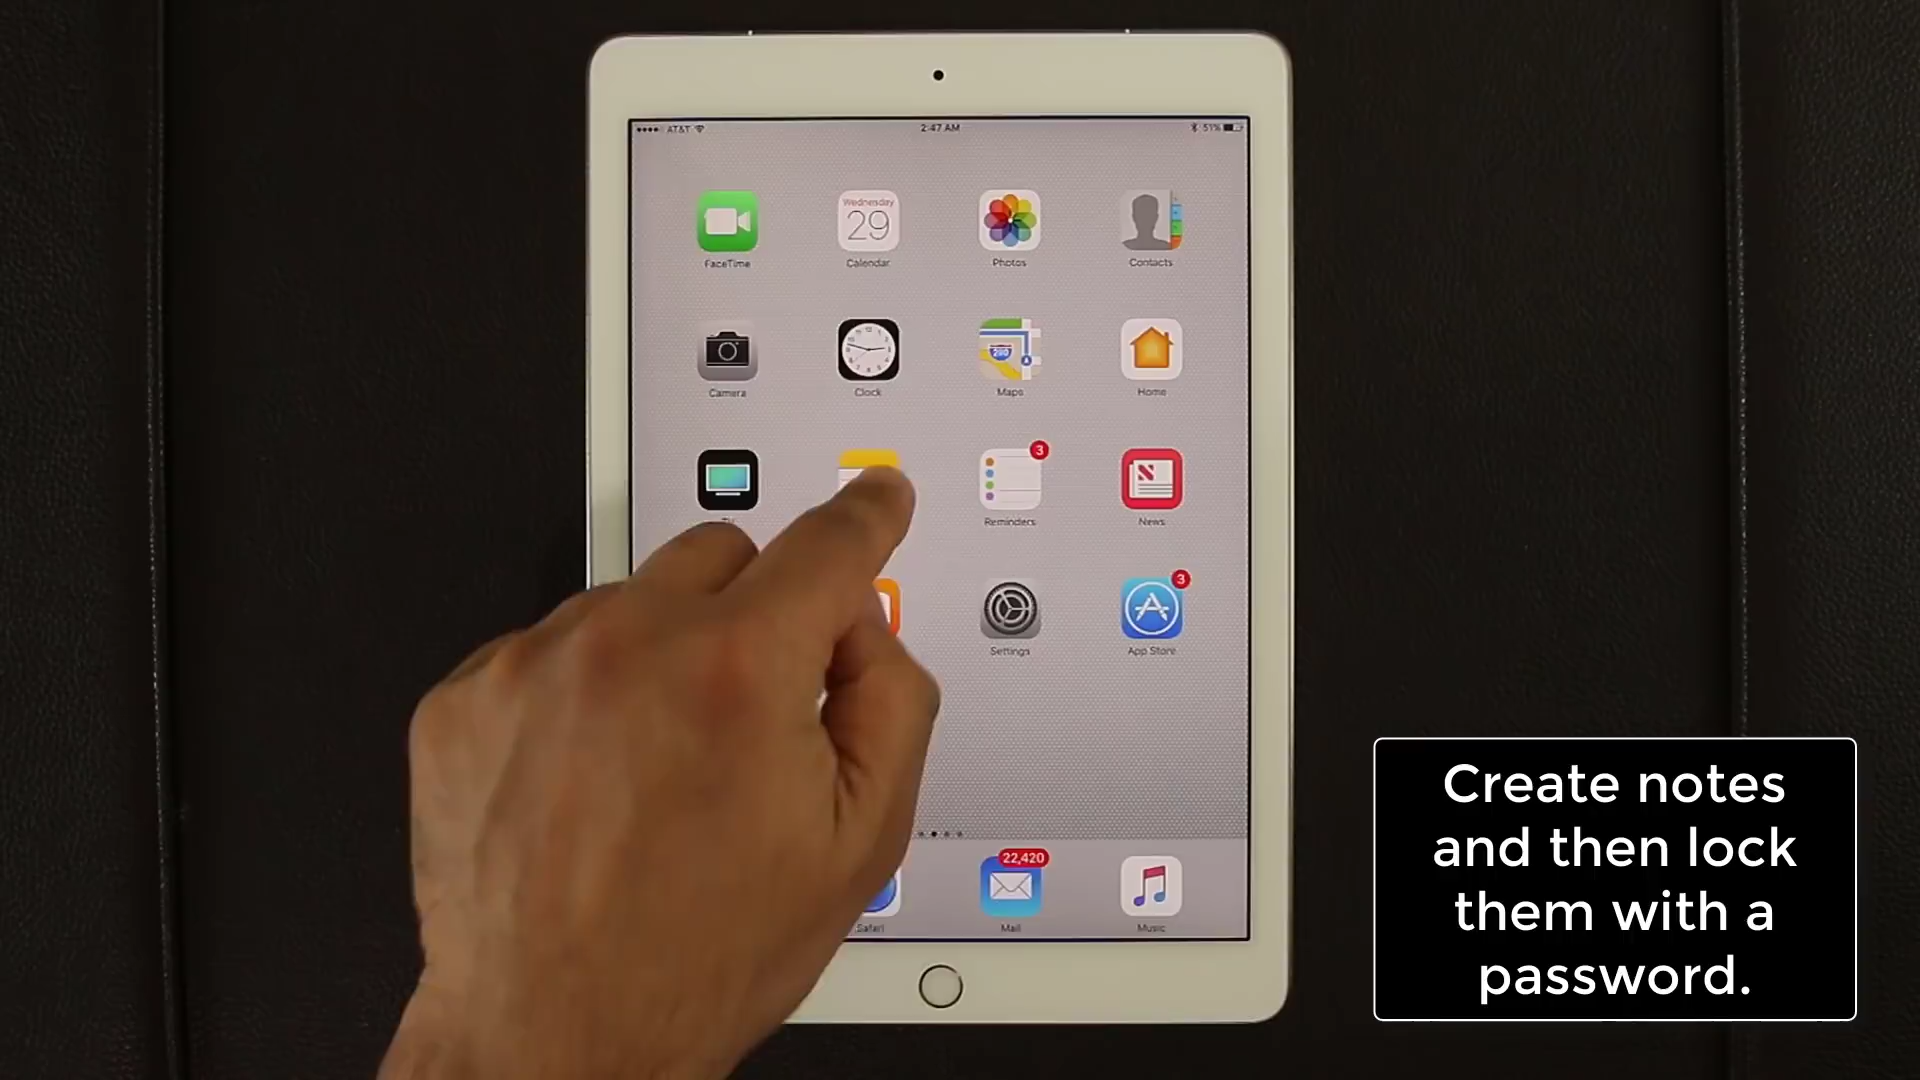 AT&T
2:47 AM
51%
Wednesday
29
FaceTime
Calendar
Photos
Contacts
Camera
Clock
Maps
Home
3
TV
Reminders
News
3
Settings
App Store
22,420
Safari
Mail
Music
Create notes
and then lock
them with a
password.